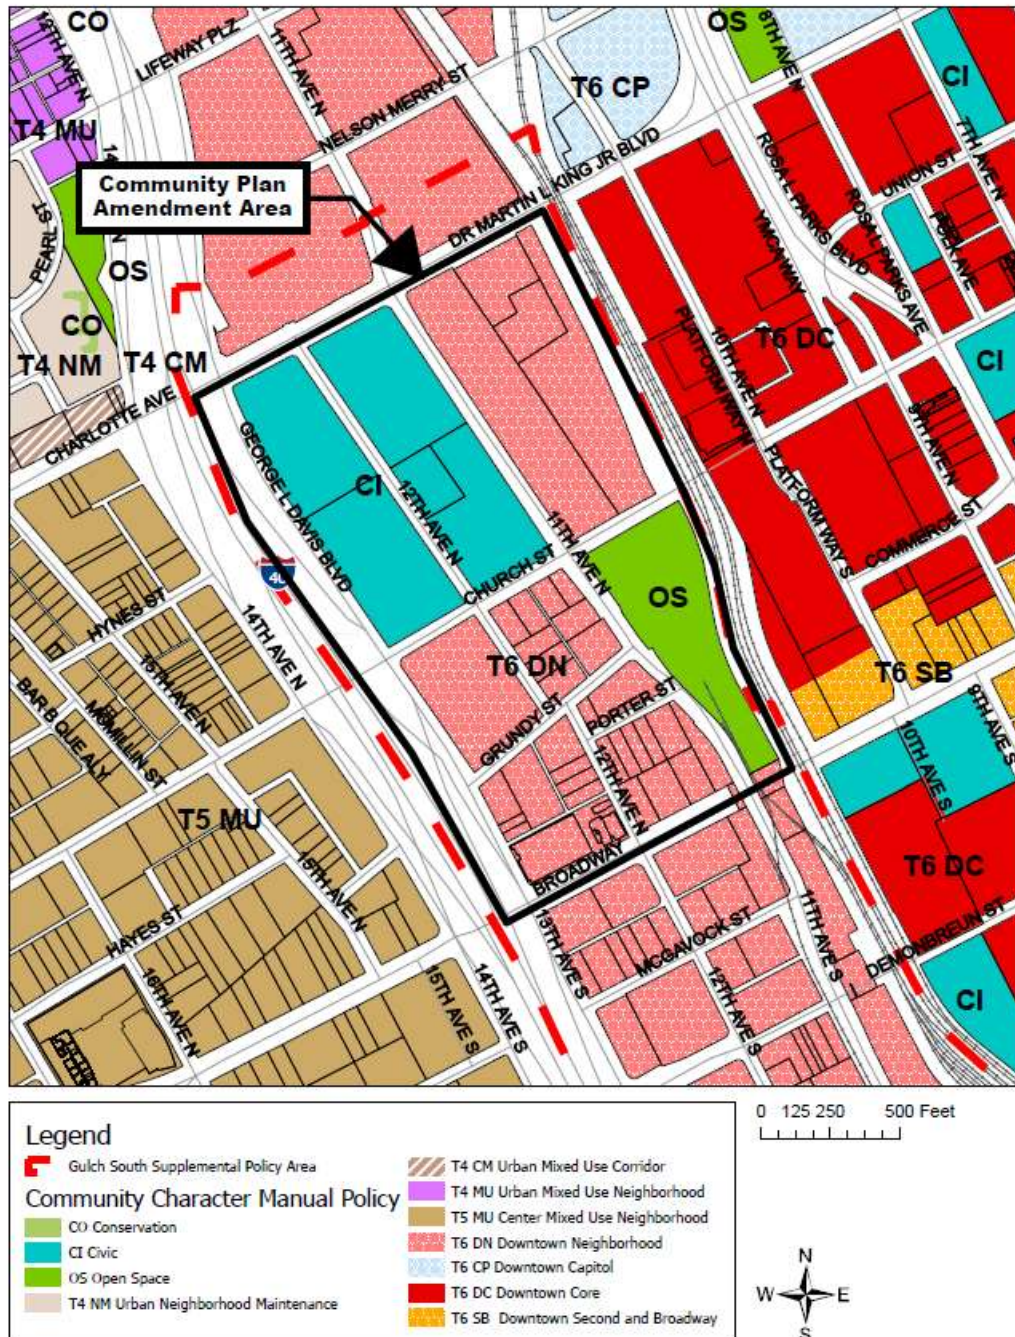 CO
12TH AVE N
LIFEWAY PLZ
11TH AVE N
NELSON MERRY ST
T6 CP
OS
8TH AVE N
CI
7TH AVE N
T4 MU
Community Plan
Amendment Area
DR MARTIN L KING JR BLVD
ROSA L PARKS BLVD
UNION ST
ROSA L PARKS AVE
YMCA WAY
PEARL ST
OS
CO
T4 NM
T4 CM
CHARLOTTE AVE
PLATFORM WAY N
10TH AVE N
T6 DC
CI
GEORGE L DAVIS BLVD
CI
12TH AVE N
11TH AVE N
CHURCH ST
PLATFORM WAY S
9TH AVE N
COMMERCE ST
40
OS
HYNES ST
14TH AVE N
15TH AVE N
MCMILLIN ST
BAR B QUE ALY
T6 DN
GRUNDY ST
PORTER ST
12TH AVE N
T6 SB
9TH AVE S
10TH AVE S
T5 MU
15TH AVE N
BROADWAY
T6 DC
HAYES ST
16TH AVE N
15TH AVE S
14TH AVE S
13TH AVE S
MCGAVOCK ST
12TH AVE S
11TH AVE S
DEMONBREUN ST
CI
Legend
Gulch South Supplemental Policy Area
Community Character Manual Policy
CO Conservation
CI Civic
OS Open Space
T4 NM Urban Neighborhood Maintenance
T4 CM Urban Mixed Use Corridor
T4 MU Urban Mixed Use Neighborhood
T5 MU Center Mixed Use Neighborhood
T6 DN Downtown Neighborhood
T6 CP Downtown Capitol
T6 DC Downtown Core
T6 SB Downtown Second and Broadway
0 125 250 500 Feet
N
W E
S